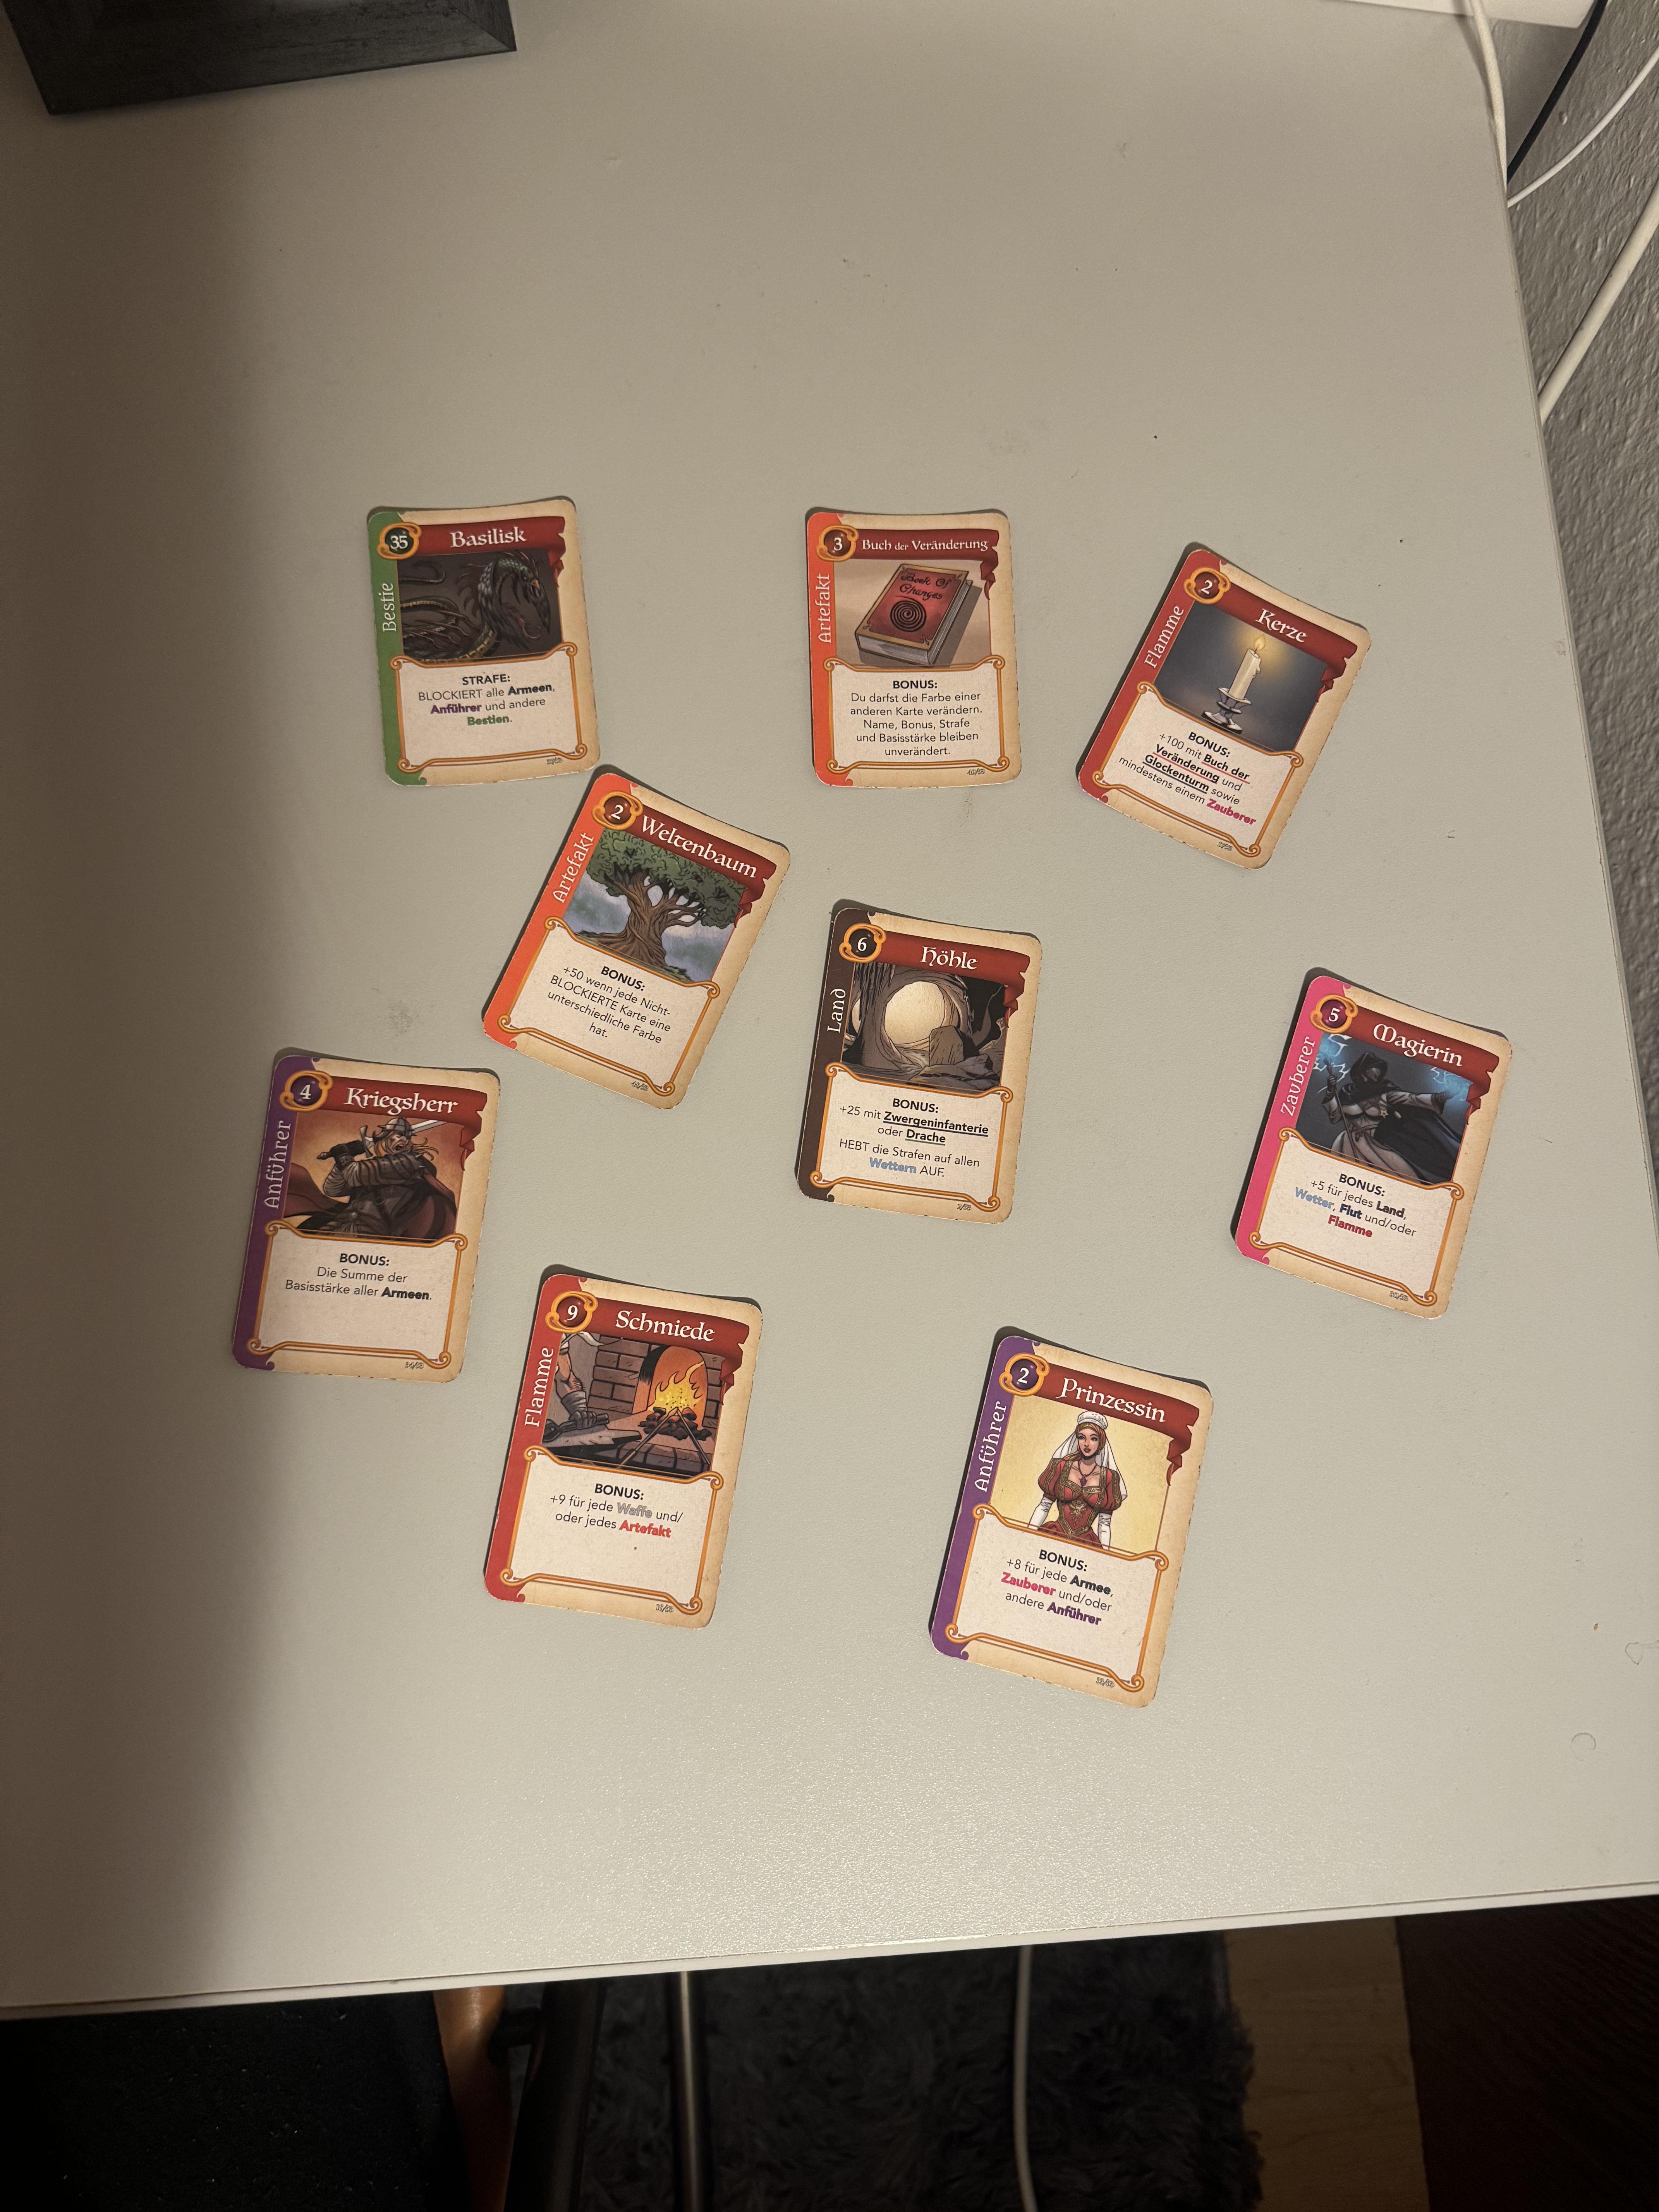 35
Basilisk
Bestie
STRAFE:
BLOCKIERT alle Armeen,
Anführer und andere
Bestien.
3
Buch der Veränderung
Artefakt
Book Of
Changes
BONUS:
Du darfst die Farbe einer
anderen Karte verändern.
Name, Bonus, Strafe
und Basisstärke bleiben
unverändert.
2
Kerze
Flamme
BONUS:
+100 mit Buch der
Veränderung und
Glockenturm sowie
mindestens einem Zauberer
2
Weltenbaum
Artefakt
BONUS:
+50 wenn jede Nicht-
BLOCKIERTE Karte eine
unterschiedliche Farbe
hat.
6
Höhle
Land
BONUS:
+25 mit Zwergeninfanterie
oder Drache
HEBT die Strafen auf allen
Wettern AUF.
5
Magierin
Zauberer
BONUS:
+5 für jedes Land,
Wetter, Flut und/oder
Flamme
4
Kriegsherr
Anführer
BONUS:
Die Summe der
Basisstärke aller Armeen.
9
Schmiede
Flamme
BONUS:
+9 für jede Waffe und/
oder jedes Artefakt
2
Prinzessin
Anführer
BONUS:
+8 für jede Armee,
Zauberer und/oder
andere Anführer